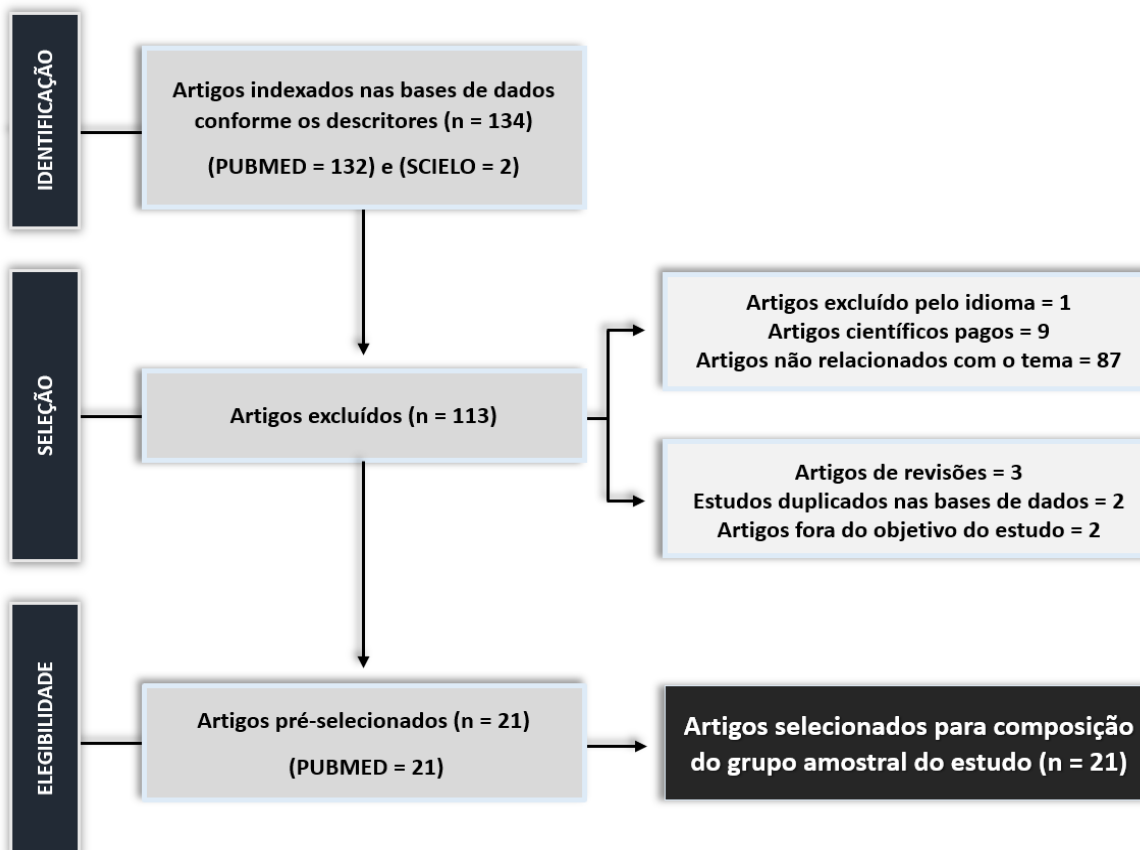 IDENTIFICAÇÃO
Artigos indexados nas bases de dados
conforme os descritores (n = 134)
(PUBMED = 132) e (SCIELO = 2)
SELEÇÃO
Artigos excluídos (n = 113)
Artigos excluído pelo idioma = 1
Artigos científicos pagos = 9
Artigos não relacionados com o tema = 87
Artigos de revisões = 3
Estudos duplicados nas bases de dados = 2
Artigos fora do objetivo do estudo = 2
ELEGIBILIDADE
Artigos pré-selecionados (n = 21)
(PUBMED = 21)
Artigos selecionados para composição
do grupo amostral do estudo (n = 21)